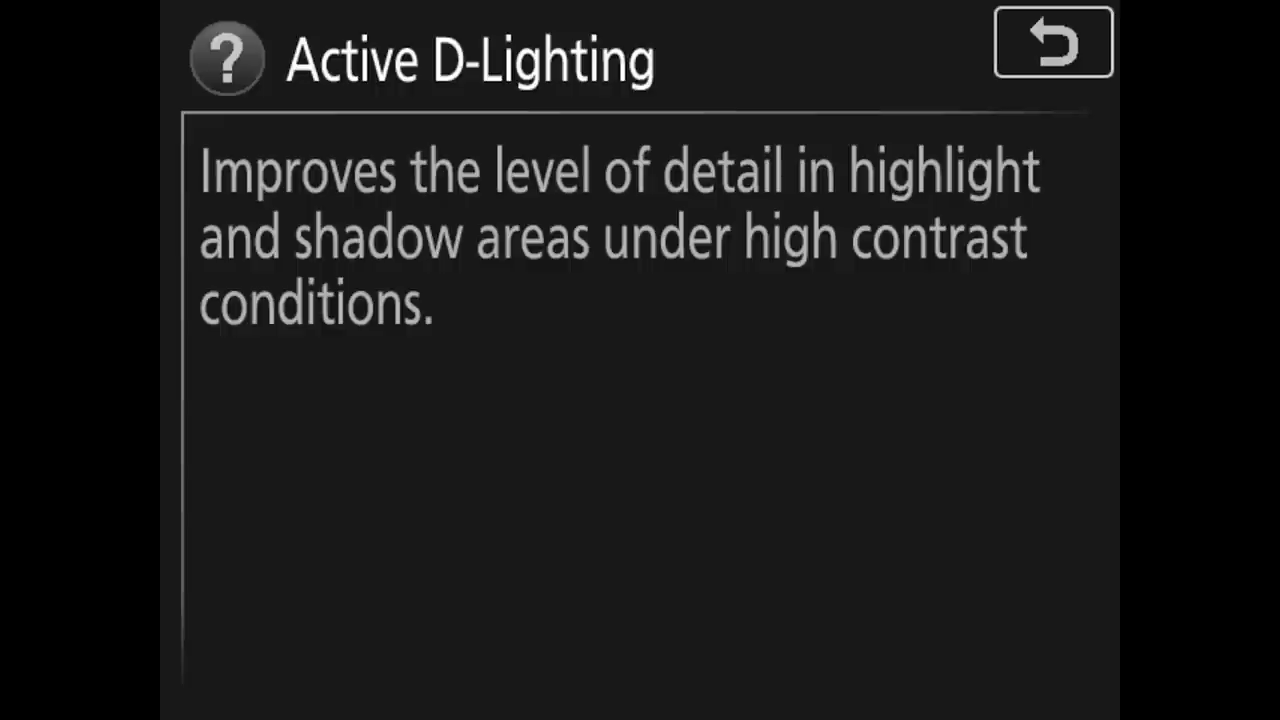 Active D-Lighting
Improves the level of detail in highlight
and shadow areas under high contrast
conditions.